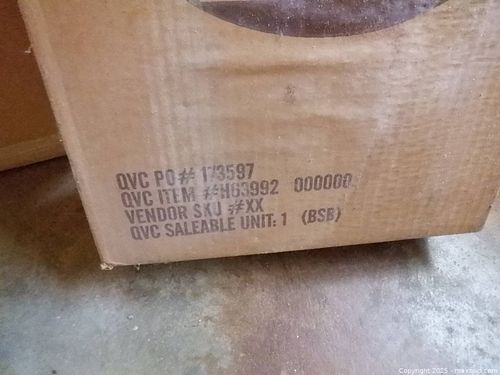 QVC PO# 173597
QVC ITEM #H63992 000000
VENDOR SKU #XX
QVC SALEABLE UNIT: 1 (BSB)
Copyright 2025 - maxsold.com